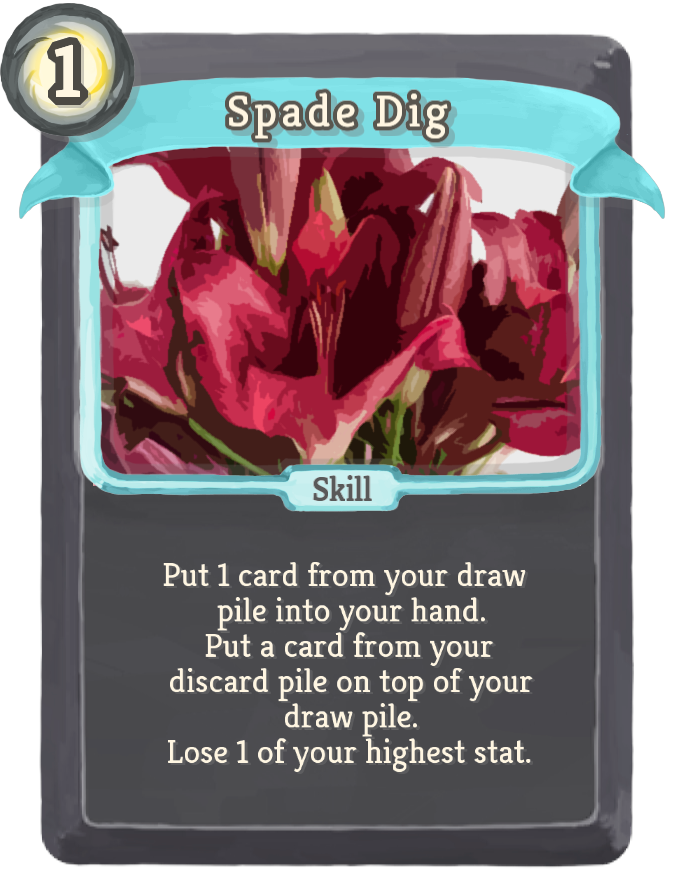 1
Spade Dig
Skill
Put 1 card from your draw
pile into your hand.
Put a card from your
discard pile on top of your
draw pile.
Lose 1 of your highest stat.